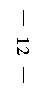 — 12 —